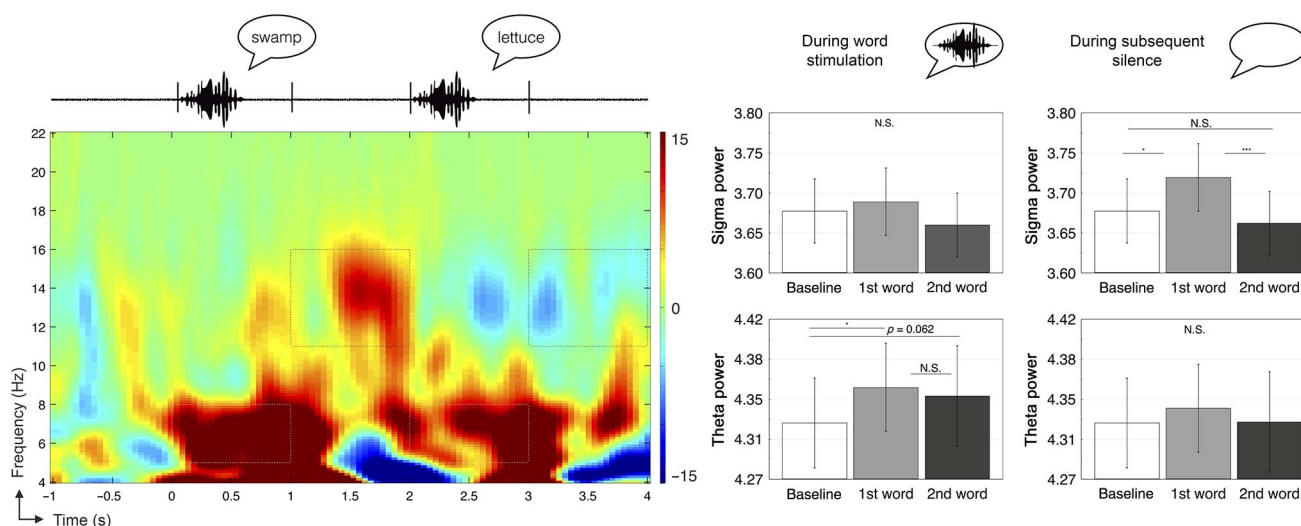 swamp
lettuce
22
20
18
16
14
12
10
8
6
4
Frequency (Hz)
−1
−0.5
0
0.5
1
1.5
2
2.5
3
3.5
4
Time (s)
15
0
−15
During word
stimulation
During subsequent
silence
3.80
3.75
3.70
3.65
3.60
Sigma power
N.S.
Baseline 1st word 2nd word
3.80
3.75
3.70
3.65
3.60
Sigma power
N.S.
*
***
Baseline 1st word 2nd word
4.42
4.38
4.35
4.31
4.27
Theta power
*
p = 0.062
N.S.
Baseline 1st word 2nd word
4.42
4.38
4.35
4.31
4.27
Theta power
N.S.
Baseline 1st word 2nd word